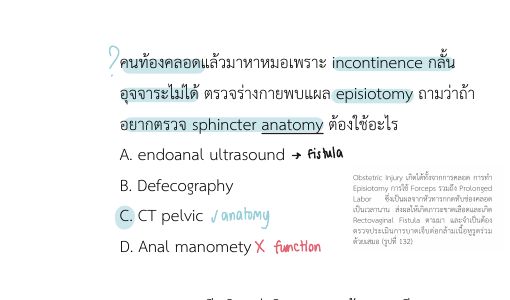 ?
คนท้องคลอดแล้วมาหาหมอเพราะ incontinence กลั้น
อุจจาระไม่ได้ ตรวจร่างกายพบแผล episiotomy ถามว่าถ้า
อยากตรวจ sphincter anatomy ต้องใช้อะไร
A. endoanal ultrasound → Fistula
B. Defecography
C. CT pelvic ✓ anatomy
D. Anal manometry X function
Obstetric Injury เกิดได้ทั้งจากการคลอด การทำ
Episiotomy การใช้ Forceps รวมถึง Prolonged
Labor ซึ่งเป็นผลจากหัวทารกกดทับช่องคลอด
เป็นเวลานาน ส่งผลให้เกิดภาวะขาดเลือดและเกิด
Rectovaginal Fistula ตามมา และจำเป็นต้อง
ตรวจประเมินการบาดเจ็บต่อกล้ามเนื้อหูรูดร่วม
ด้วยเสมอ (รูปที่ 132)